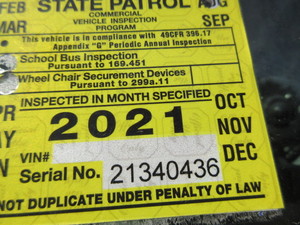 FEB STATE PATROL AUG
MAR COMMERCIAL SEP
VEHICLE INSPECTION
PROGRAM
This vehicle is in compliance with 49CFR 396.17
Appendix "G" Periodic Annual Inspection
School Bus Inspection
Pursuant to 169.451
Wheel Chair Securement Devices
Pursuant to 299a.11
INSPECTED IN MONTH SPECIFIED OCT
2021 NOV
VIN# DEC
Serial No. 21340436
NOT DUPLICATE UNDER PENALTY OF LAW